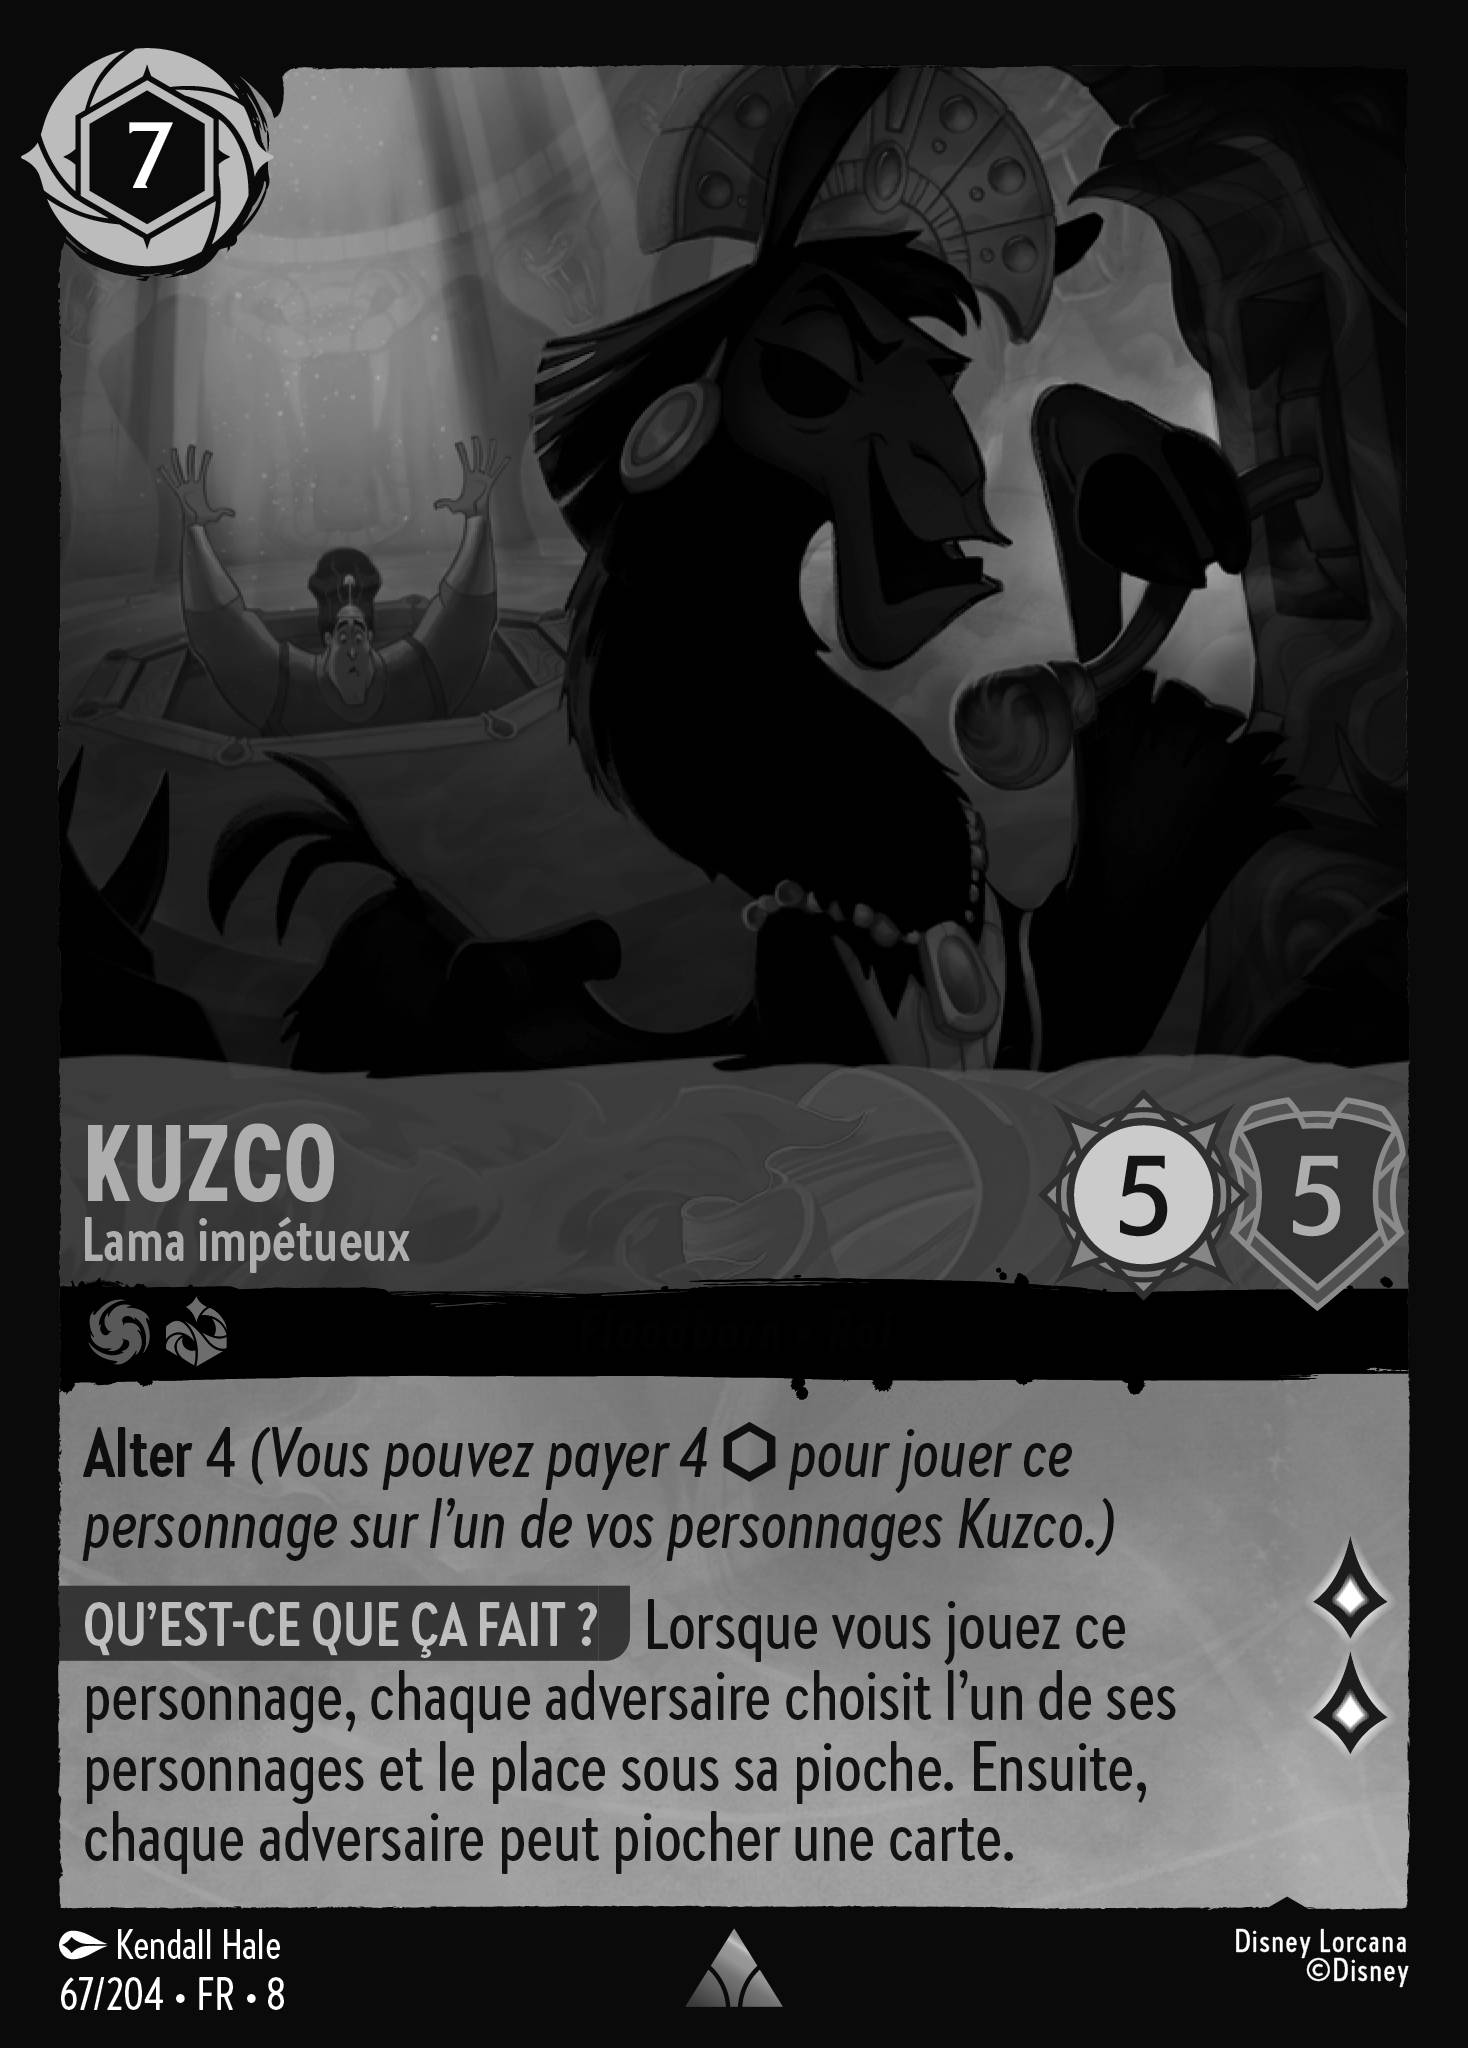 7
KUZCO
Lama impétueux
5
5
Alter 4 (Vous pouvez payer 4 pour jouer ce
personnage sur l'un de vos personnages Kuzco.)
QU'EST-CE QUE ÇA FAIT ? Lorsque vous jouez ce
personnage, chaque adversaire choisit l'un de ses
personnages et le place sous sa pioche. Ensuite,
chaque adversaire peut piocher une carte.
Kendall Hale
67/204 • FR • 8
Disney Lorcana
©Disney